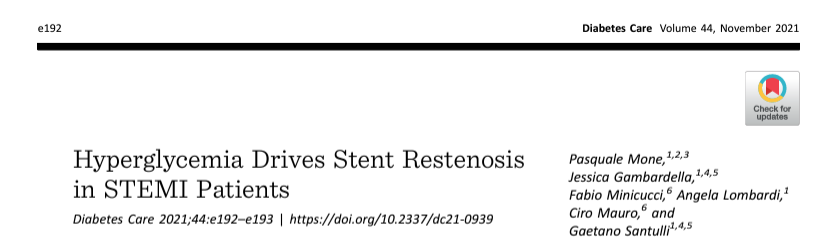 e192
Diabetes Care Volume 44, November 2021
Check for
updates
Hyperglycemia Drives Stent Restenosis
in STEMI Patients
Diabetes Care 2021;44:e192–e193 | https://doi.org/10.2337/dc21-0939
Pasquale Mone,1,2,3
Jessica Gambardella,1,4,5
Fabio Minicucci,6 Angela Lombardi,1
Ciro Mauro,6 and
Gaetano Santulli1,4,5